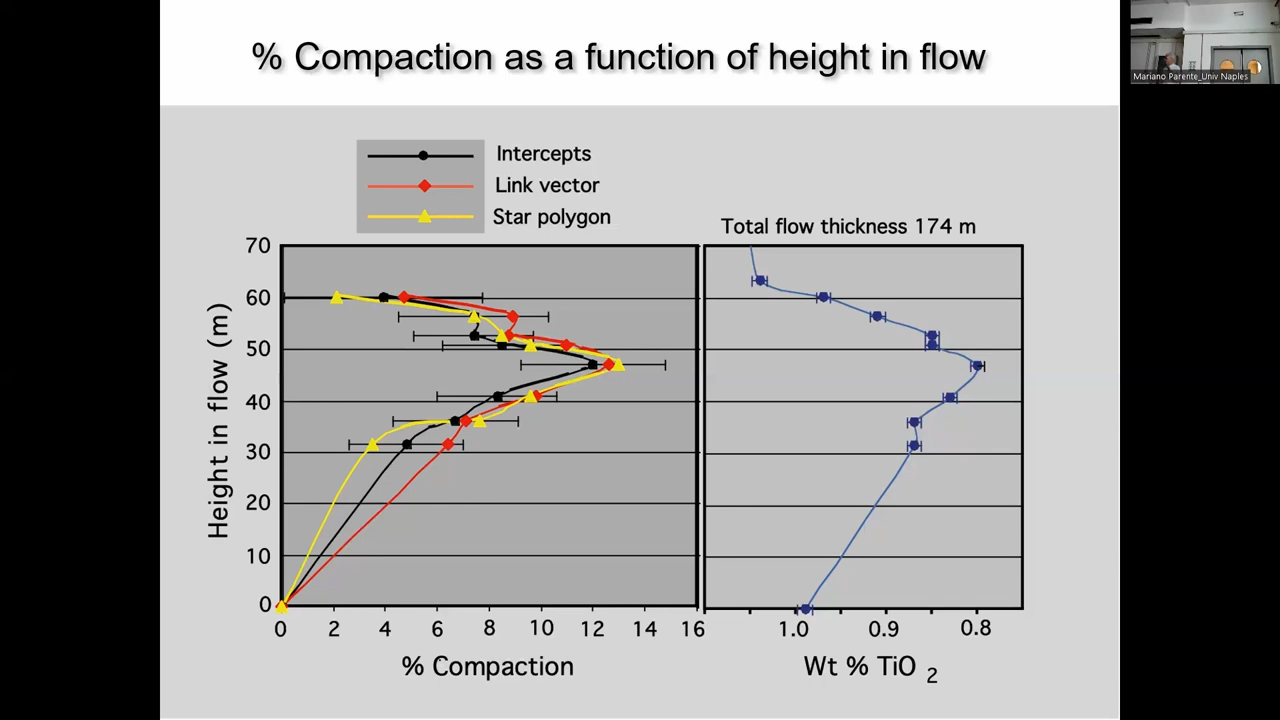 % Compaction as a function of height in flow
Mariano Parente_Univ Naples
Intercepts
Link vector
Star polygon
Total flow thickness 174 m
Height in flow (m)
70
60
50
40
30
20
10
0
0 2 4 6 8 10 12 14 16
% Compaction
1.0 0.9 0.8
Wt % TiO 2